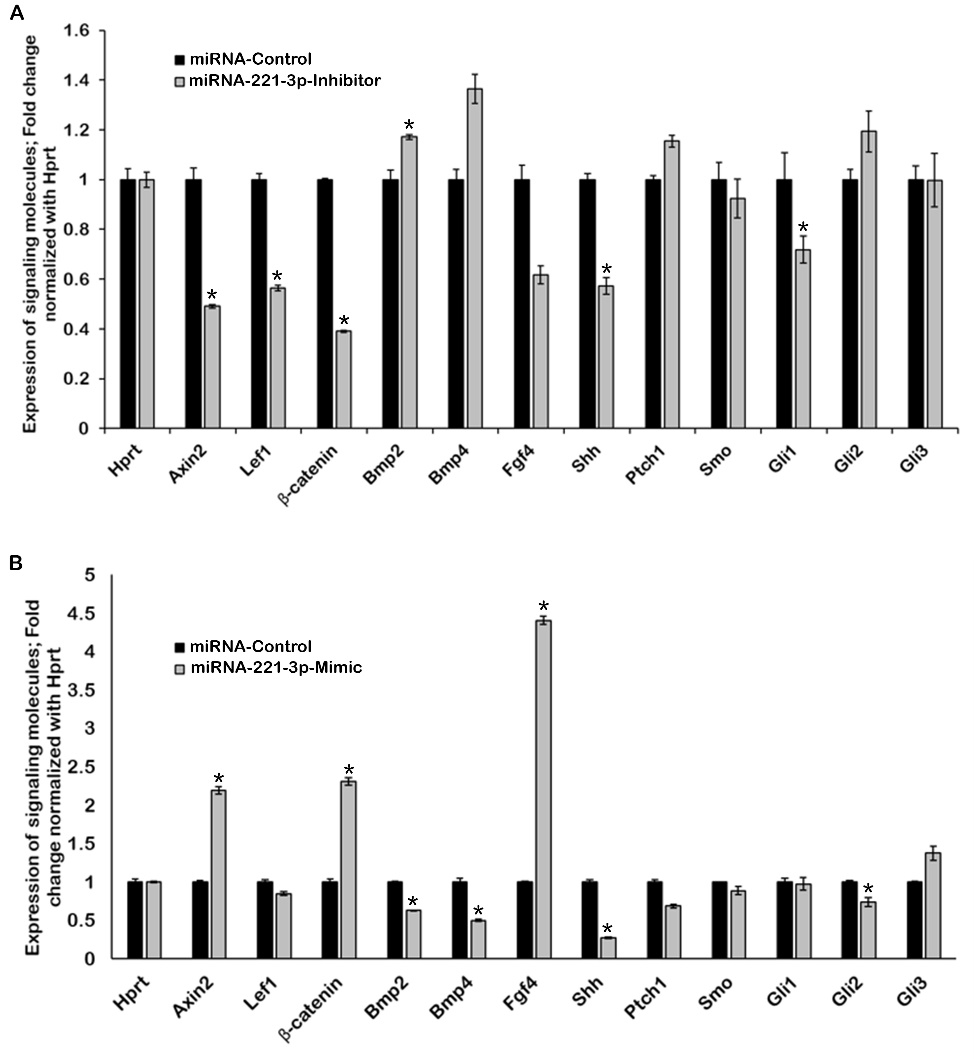 A
Expression of signaling molecules; Fold change
normalized with Hprt
1.6
1.4
1.2
1
0.8
0.6
0.4
0.2
0
miRNA-Control
miRNA-221-3p-Inhibitor
*
*
*
*
*
*
Hprt
Axin2
Lef1
β-catenin
Bmp2
Bmp4
Fgf4
Shh
Ptch1
Smo
Gli1
Gli2
Gli3
B
Expression of signaling molecules; Fold
change normalized with Hprt
5
4.5
4
3.5
3
2.5
2
1.5
1
0.5
0
miRNA-Control
miRNA-221-3p-Mimic
*
*
*
*
*
*
*
Hprt
Axin2
Lef1
β-catenin
Bmp2
Bmp4
Fgf4
Shh
Ptch1
Smo
Gli1
Gli2
Gli3